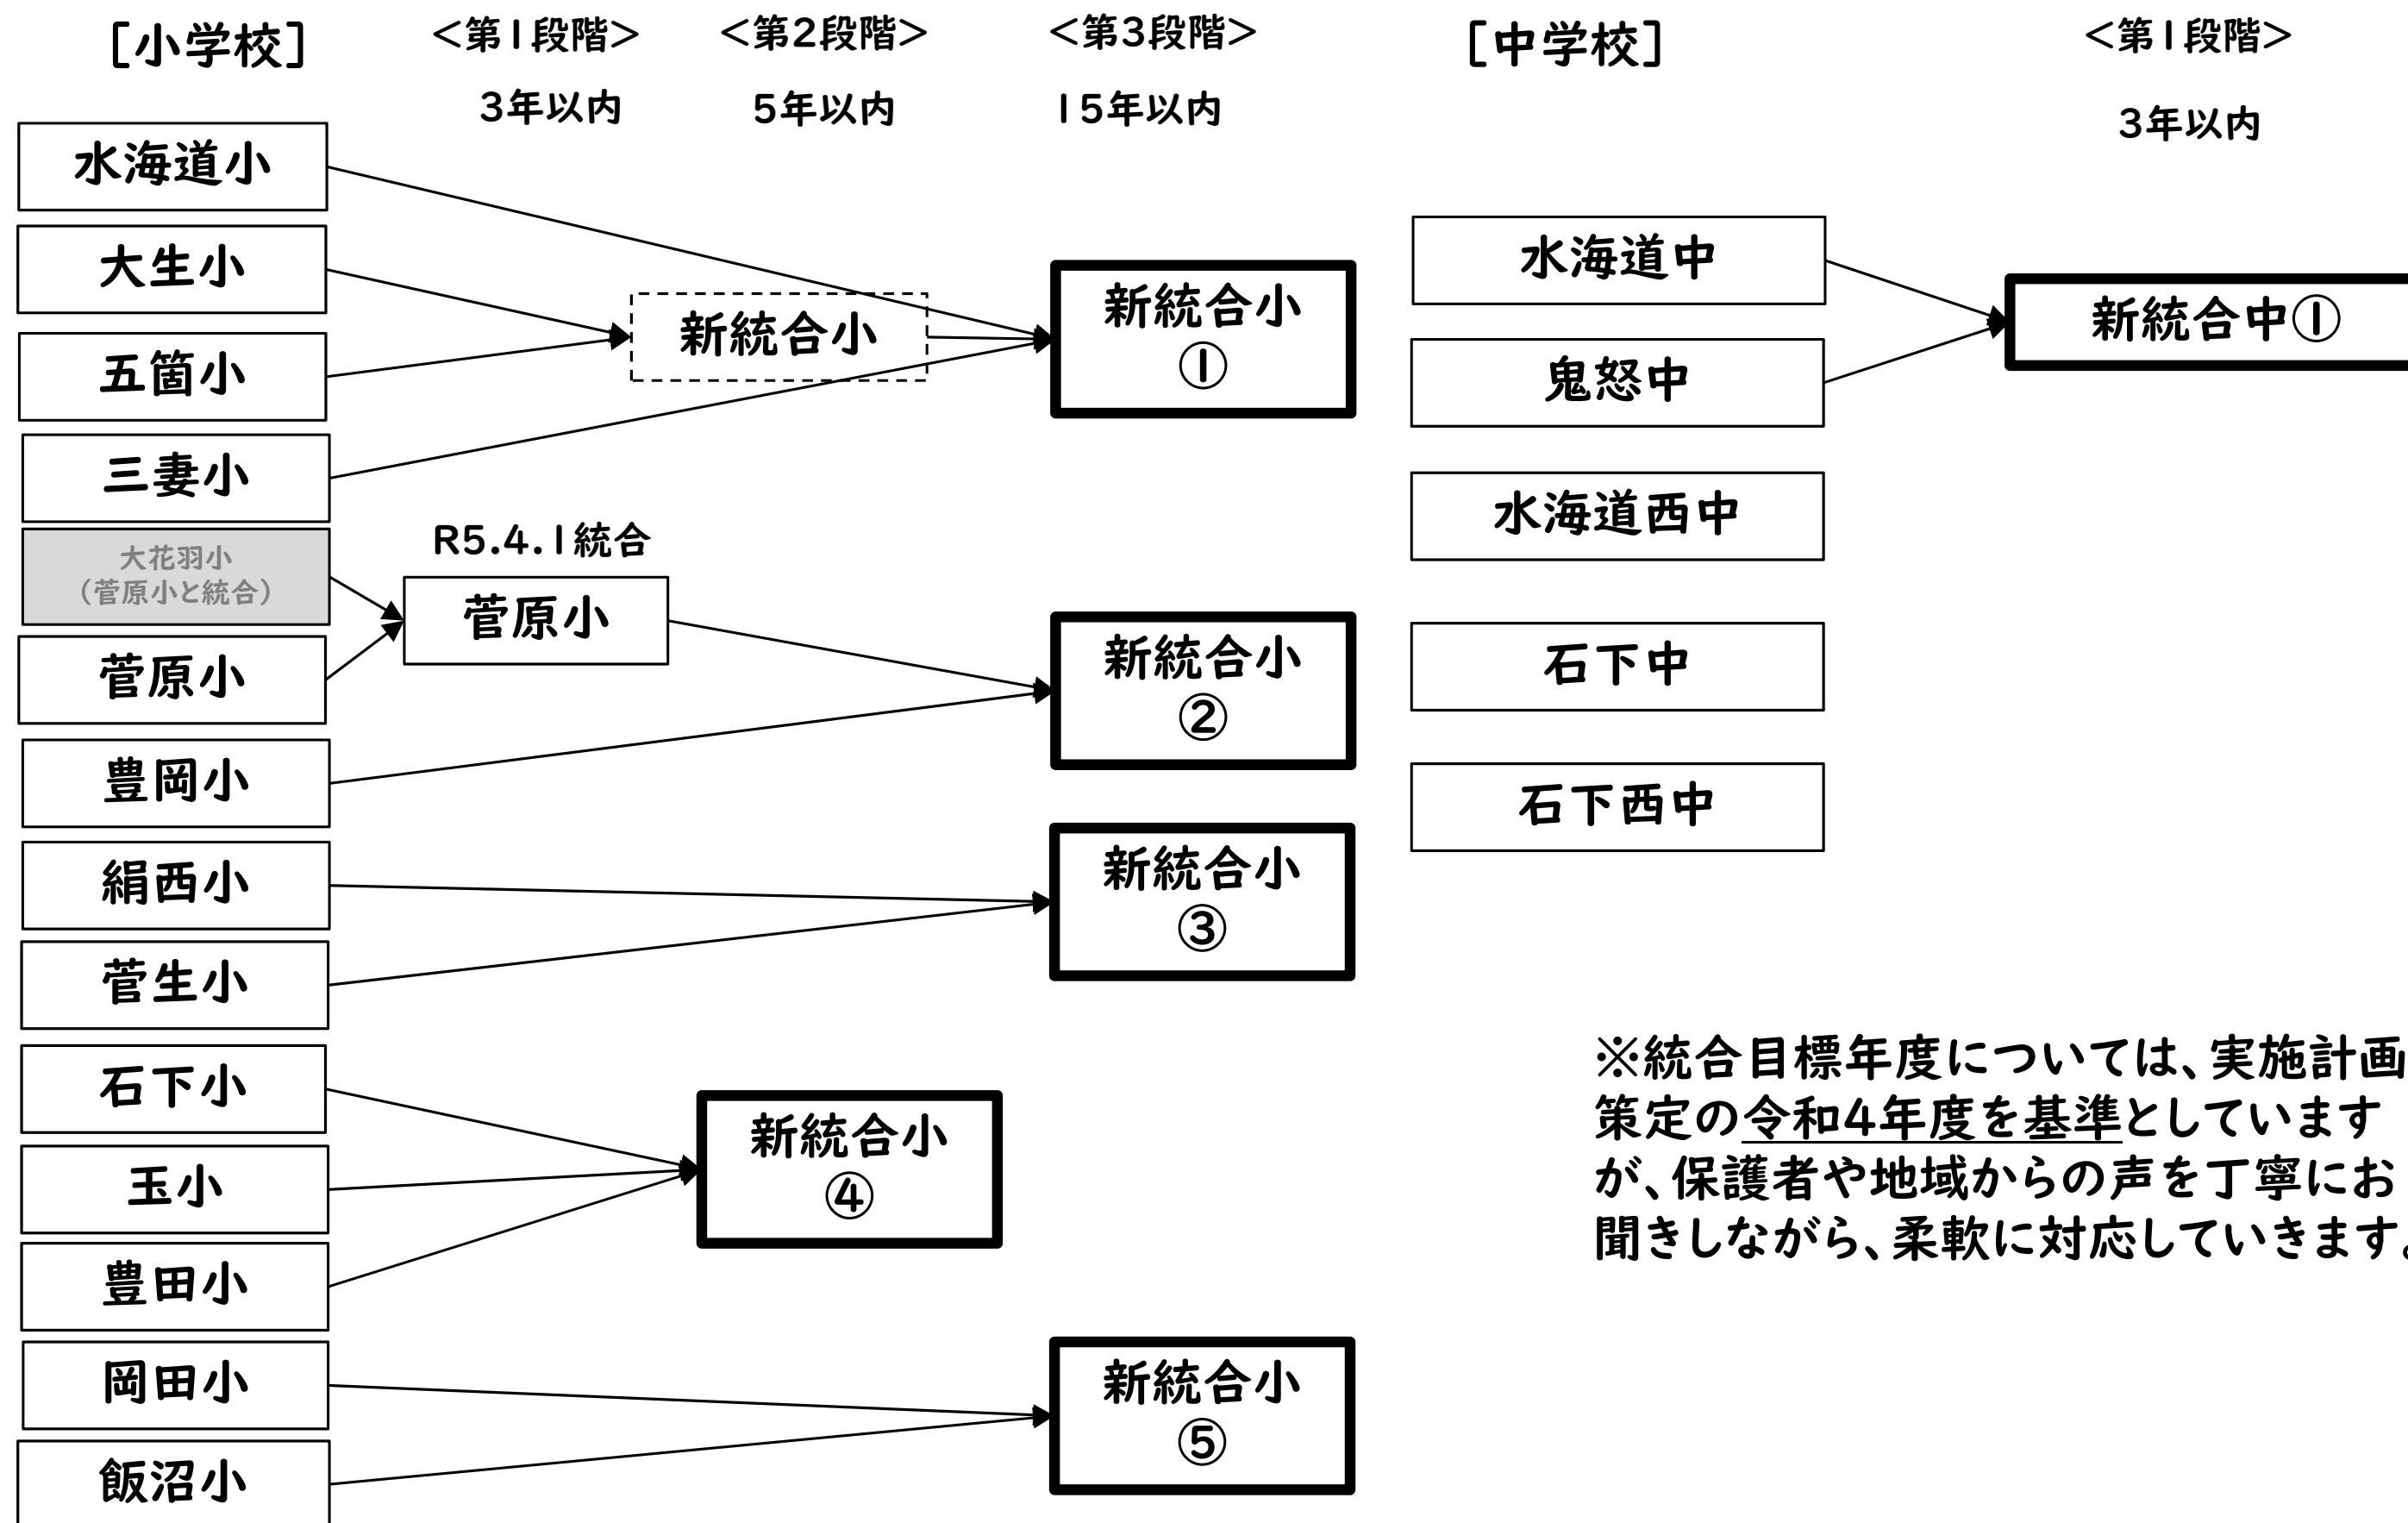 ［小学校］
＜第1段階＞
＜第2段階＞
＜第3段階＞
3年以内
5年以内
15年以内
水海道小
大生小
五箇小
三妻小
大花羽小
（菅原小と統合）
菅原小
豊岡小
絹西小
菅生小
石下小
玉小
豊田小
岡田小
飯沼小
R5.4.1統合
菅原小
新統合小
新統合小
①
新統合小
②
新統合小
③
新統合小
④
新統合小
⑤
［中学校］
＜第1段階＞
3年以内
水海道中
鬼怒中
水海道西中
石下中
石下西中
新統合中①
※統合目標年度については、実施計画
策定の令和4年度を基準としています
が、保護者や地域からの声を丁寧にお
聞きしながら、柔軟に対応していきます。